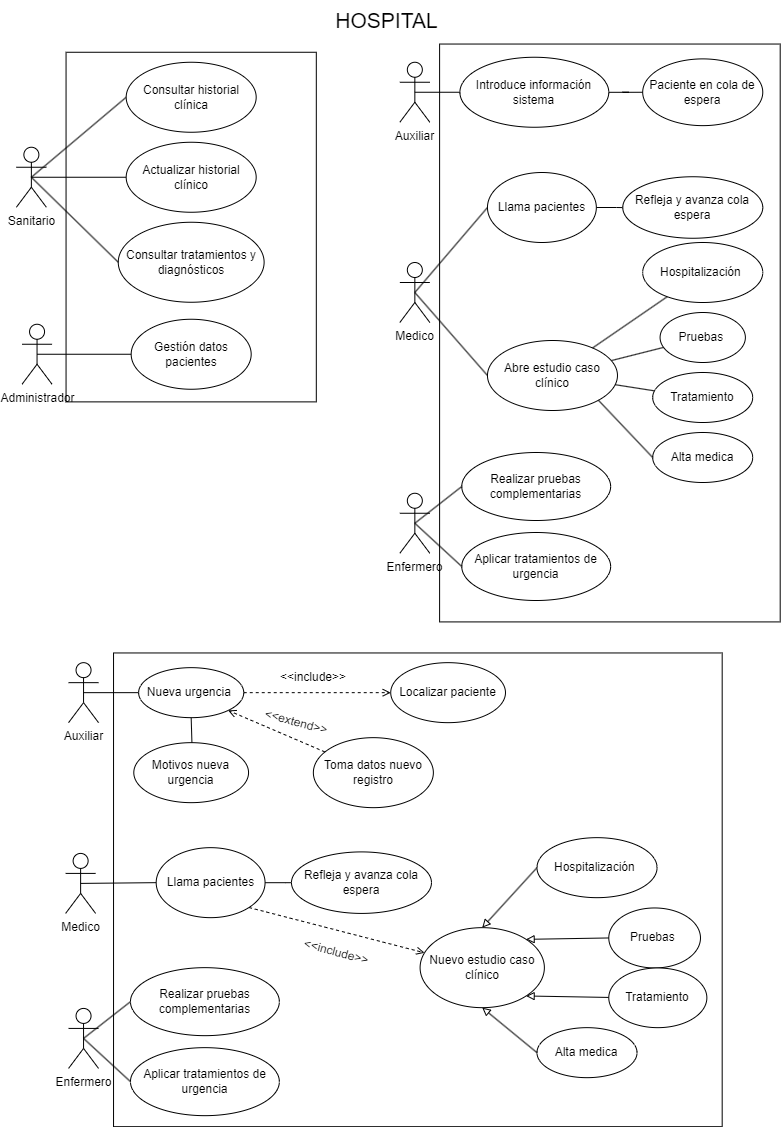 HOSPITAL
Consultar historial
clínica
Actualizar historial
clínico
Sanitario
Consultar tratamientos y
diagnósticos
Gestión datos
pacientes
Administrador
Introduce información
sistema
Paciente en cola de
espera
Auxiliar
Llama pacientes
Refleja y avanza cola
espera
Hospitalización
Medico
Pruebas
Abre estudio caso
clínico
Tratamiento
Alta medica
Realizar pruebas
complementarias
Enfermero
Aplicar tratamientos de
urgencia
Nueva urgencia
<<include>>
Localizar paciente
<<extend>>
Auxiliar
Motivos nueva
urgencia
Toma datos nuevo
registro
Llama pacientes
Refleja y avanza cola
espera
Hospitalización
Medico
<<include>>
Pruebas
Nuevo estudio caso
clínico
Realizar pruebas
complementarias
Tratamiento
Alta medica
Enfermero
Aplicar tratamientos de
urgencia